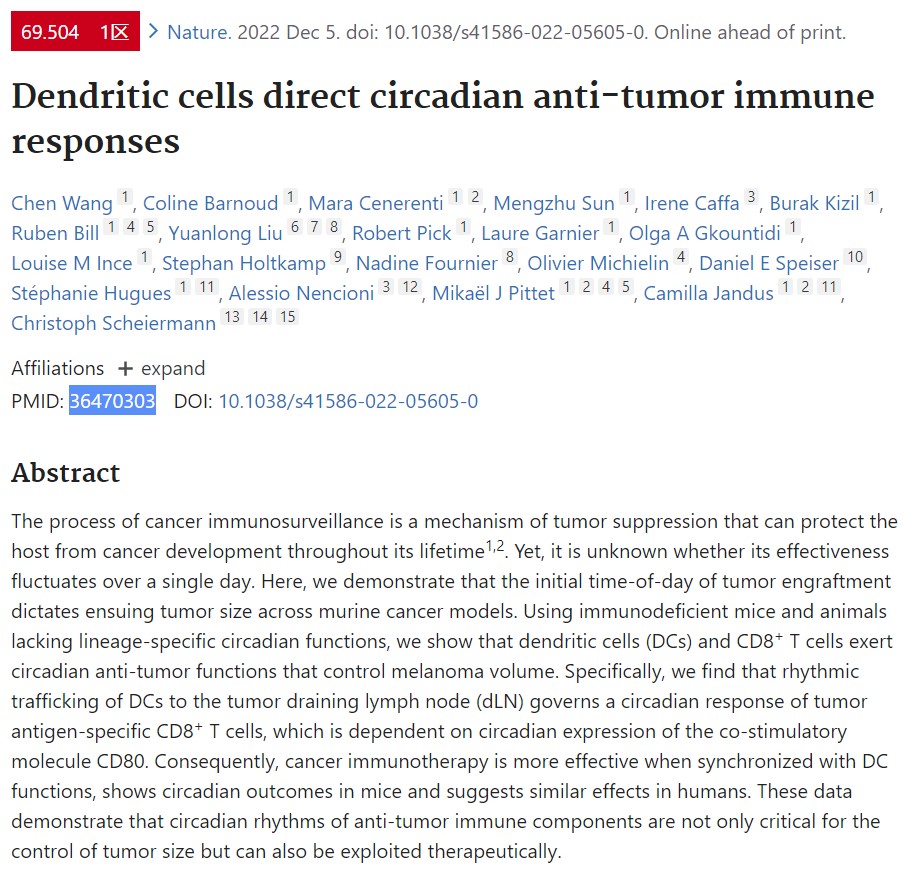 69.504 1区 > Nature. 2022 Dec 5. doi: 10.1038/s41586-022-05605-0. Online ahead of print.
Dendritic cells direct circadian anti-tumor immune
responses
Chen Wang 1, Coline Barnoud 1, Mara Cenerenti 1 2, Mengzhu Sun 1, Irene Caffa 3, Burak Kizil 1,
Ruben Bill 1 4 5, Yuanlong Liu 6 7 8, Robert Pick 1, Laure Garnier 1, Olga A Gkountidi 1,
Louise M Ince 1, Stephan Holtkamp 9, Nadine Fournier 8, Olivier Michielin 4, Daniel E Speiser 10,
Stéphanie Hugues 1 11, Alessio Nencioni 3 12, Mikaël J Pittet 1 2 4 5, Camilla Jandus 1 2 11,
Christoph Scheiermann 13 14 15
Affiliations + expand
PMID: 36470303 DOI: 10.1038/s41586-022-05605-0
Abstract
The process of cancer immunosurveillance is a mechanism of tumor suppression that can protect the
host from cancer development throughout its lifetime1,2. Yet, it is unknown whether its effectiveness
fluctuates over a single day. Here, we demonstrate that the initial time-of-day of tumor engraftment
dictates ensuing tumor size across murine cancer models. Using immunodeficient mice and animals
lacking lineage-specific circadian functions, we show that dendritic cells (DCs) and CD8+ T cells exert
circadian anti-tumor functions that control melanoma volume. Specifically, we find that rhythmic
trafficking of DCs to the tumor draining lymph node (dLN) governs a circadian response of tumor
antigen-specific CD8+ T cells, which is dependent on circadian expression of the co-stimulatory
molecule CD80. Consequently, cancer immunotherapy is more effective when synchronized with DC
functions, shows circadian outcomes in mice and suggests similar effects in humans. These data
demonstrate that circadian rhythms of anti-tumor immune components are not only critical for the
control of tumor size but can also be exploited therapeutically.